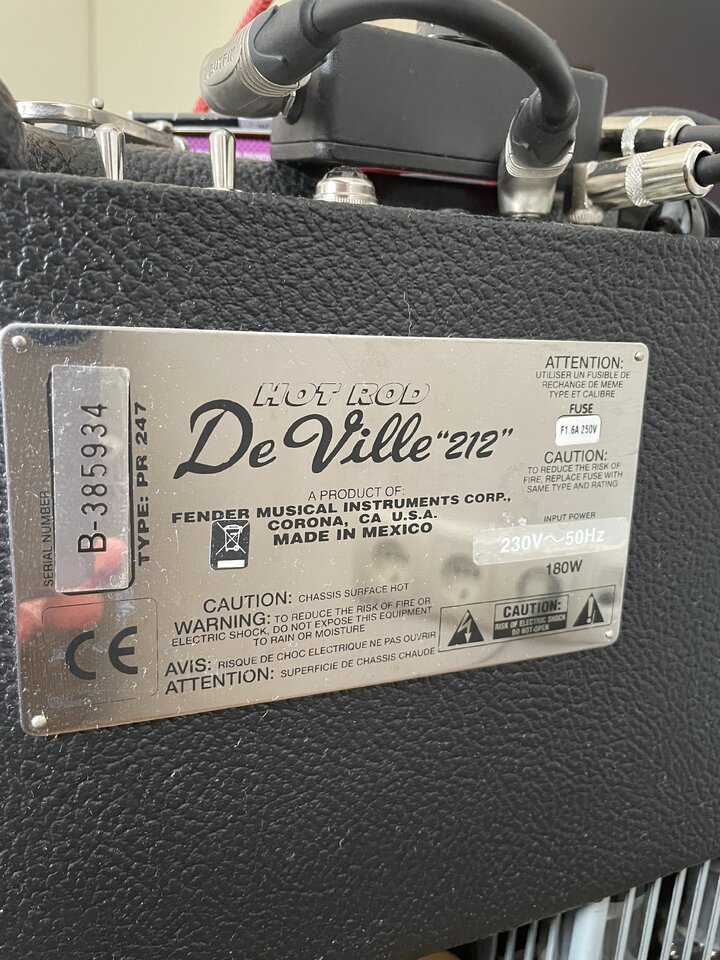 HOT ROD
De Ville "212"
A PRODUCT OF:
FENDER MUSICAL INSTRUMENTS CORP.,
CORONA, CA U.S.A.
MADE IN MEXICO
SERIAL NUMBER
B-385934
TYPE: PR 247
ATTENTION:
UTILISER UN FUSIBLE DE
RECHANGE DE MEME
TYPE ET CALIBRE
FUSE
F1.6A 250V
CAUTION:
TO REDUCE THE RISK OF
FIRE, REPLACE FUSE WITH
SAME TYPE AND RATING
INPUT POWER
230V~50Hz
180W
CAUTION: CHASSIS SURFACE HOT
WARNING: TO REDUCE THE RISK OF FIRE OR
ELECTRIC SHOCK, DO NOT EXPOSE THIS EQUIPMENT
TO RAIN OR MOISTURE
AVIS: RISQUE DE CHOC ELECTRIQUE NE PAS OUVRIR
ATTENTION: SUPERFICIE DE CHASSIS CHAUDE
CAUTION:
RISK OF ELECTRIC SHOCK
DO NOT OPEN
CE